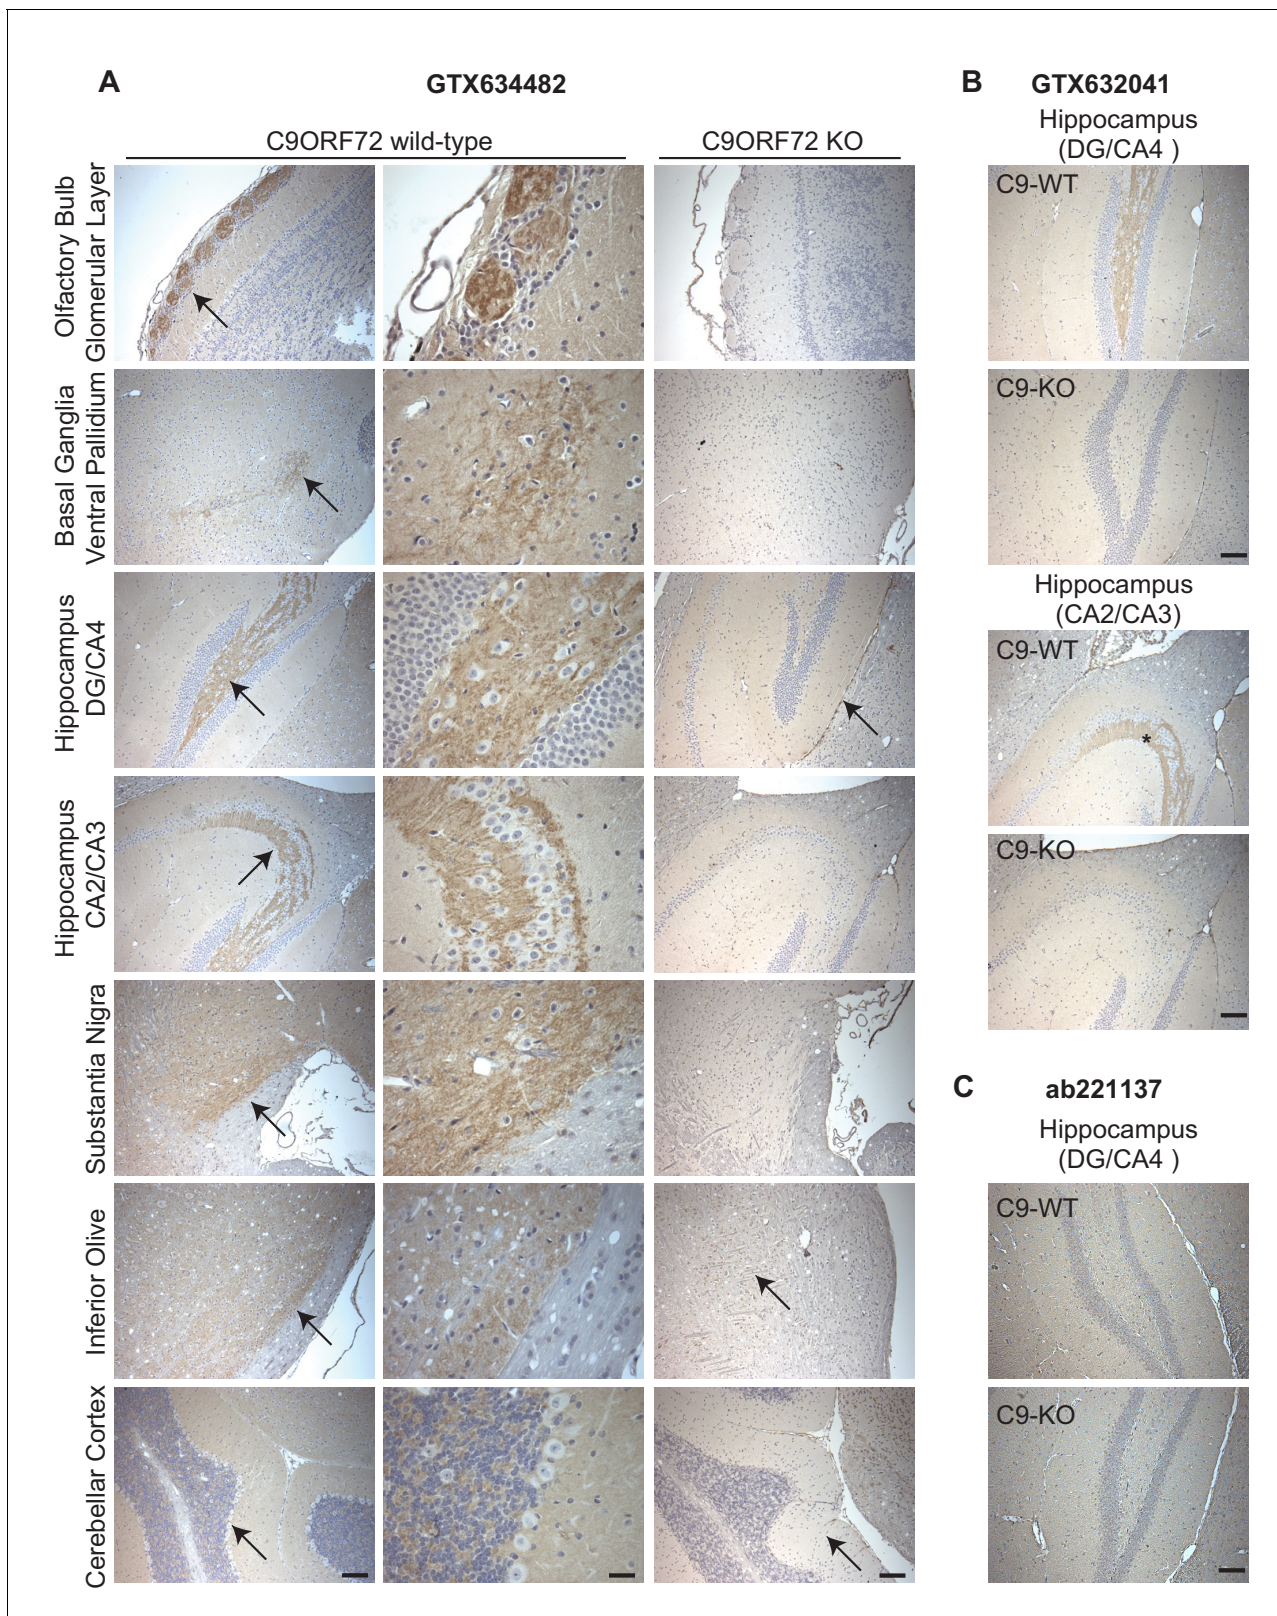 A
GTX634482
C9ORF72 wild-type
C9ORF72 KO
Olfactory Bulb
Glomerular Layer
Basal Ganglia
Ventral Pallidium
Hippocampus
DG/CA4
Hippocampus
CA2/CA3
Substantia Nigra
Inferior Olive
Cerebellar Cortex
B
GTX632041
Hippocampus
(DG/CA4 )
C9-WT
C9-KO
Hippocampus
(CA2/CA3)
C9-WT
*
C9-KO
C
ab221137
Hippocampus
(DG/CA4 )
C9-WT
C9-KO